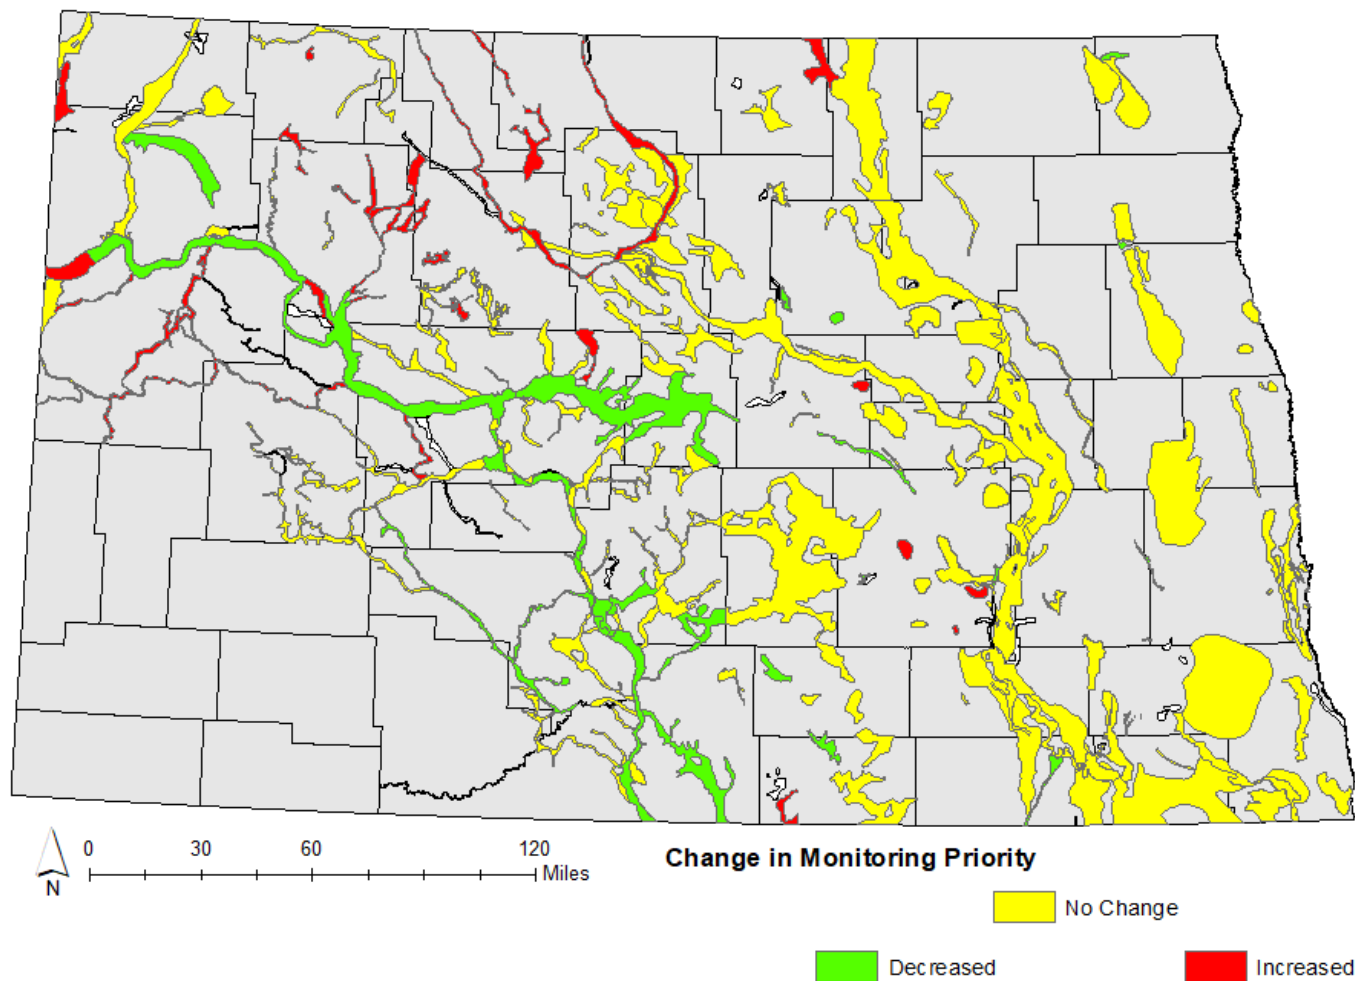 0 30 60 120
Miles
N
Change in Monitoring Priority
No Change
Decreased
Increased